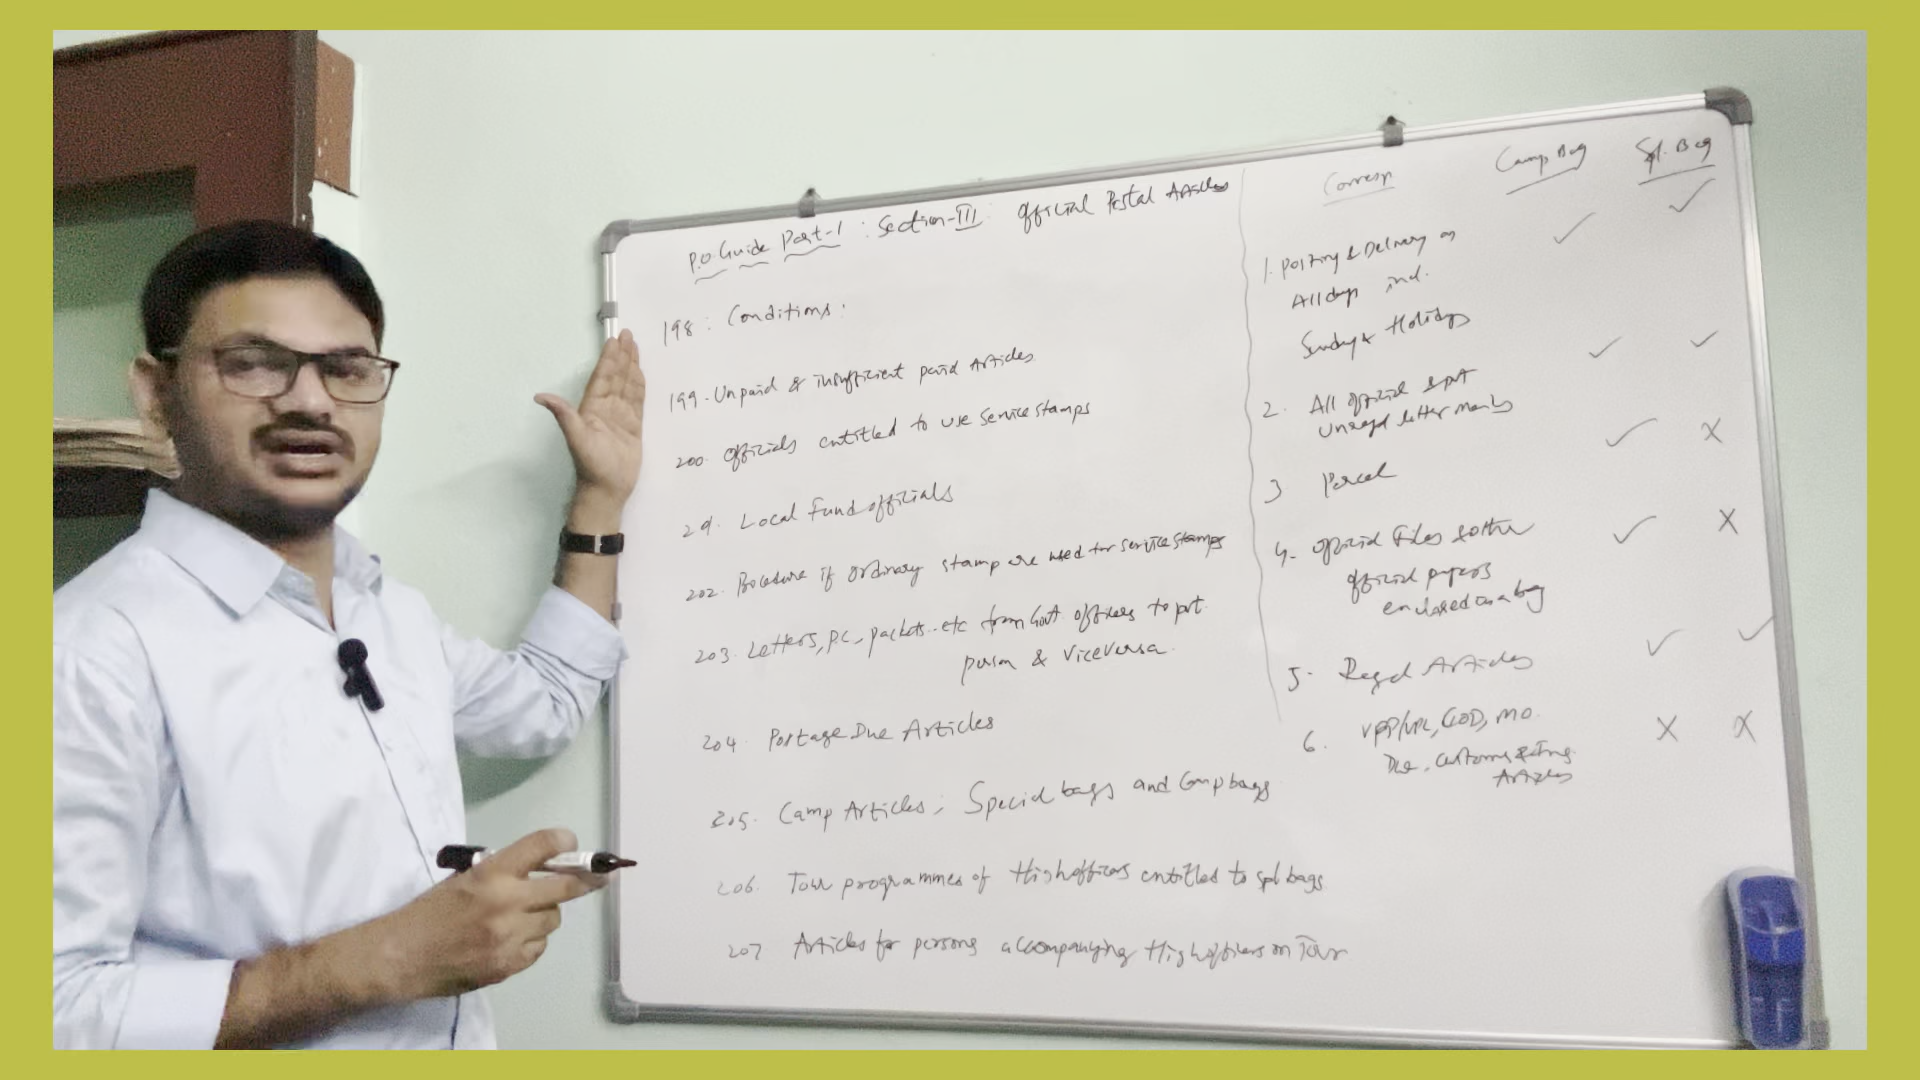 P.O. Guide Part-1 : Section-III : Official Postal Articles
198 : Conditions :
199. Unpaid & insufficient paid Articles
200. Officials entitled to use Service stamps
201. Local Fund officials
202. Procedure if ordinary stamp are used for Service stamps
203. Letters, P.C, packets.. etc from Govt officers to pvt.
person & Viceversa.
204 Postage Due Articles
205. Camp Articles; Special bags and Camp bags
206. Tour programmes of High officers entitled to spl bags
207 Articles for persons accompanying High officers on Tour
Corresp Camp Bag Spl. Bag
1. Posting & Delivery on ✓ ✓
All days incl.
Sunday & Holidays
2. All official & pvt ✓ ✓
Unregd letter mails
3 Parcel ✓ X
4. Official Files & other ✓ X
official papers
enclosed in a bag
5. Regd Articles ✓ ✓
6. VPP/VPL, COD, MO. X X
Due, Customs &
Articles